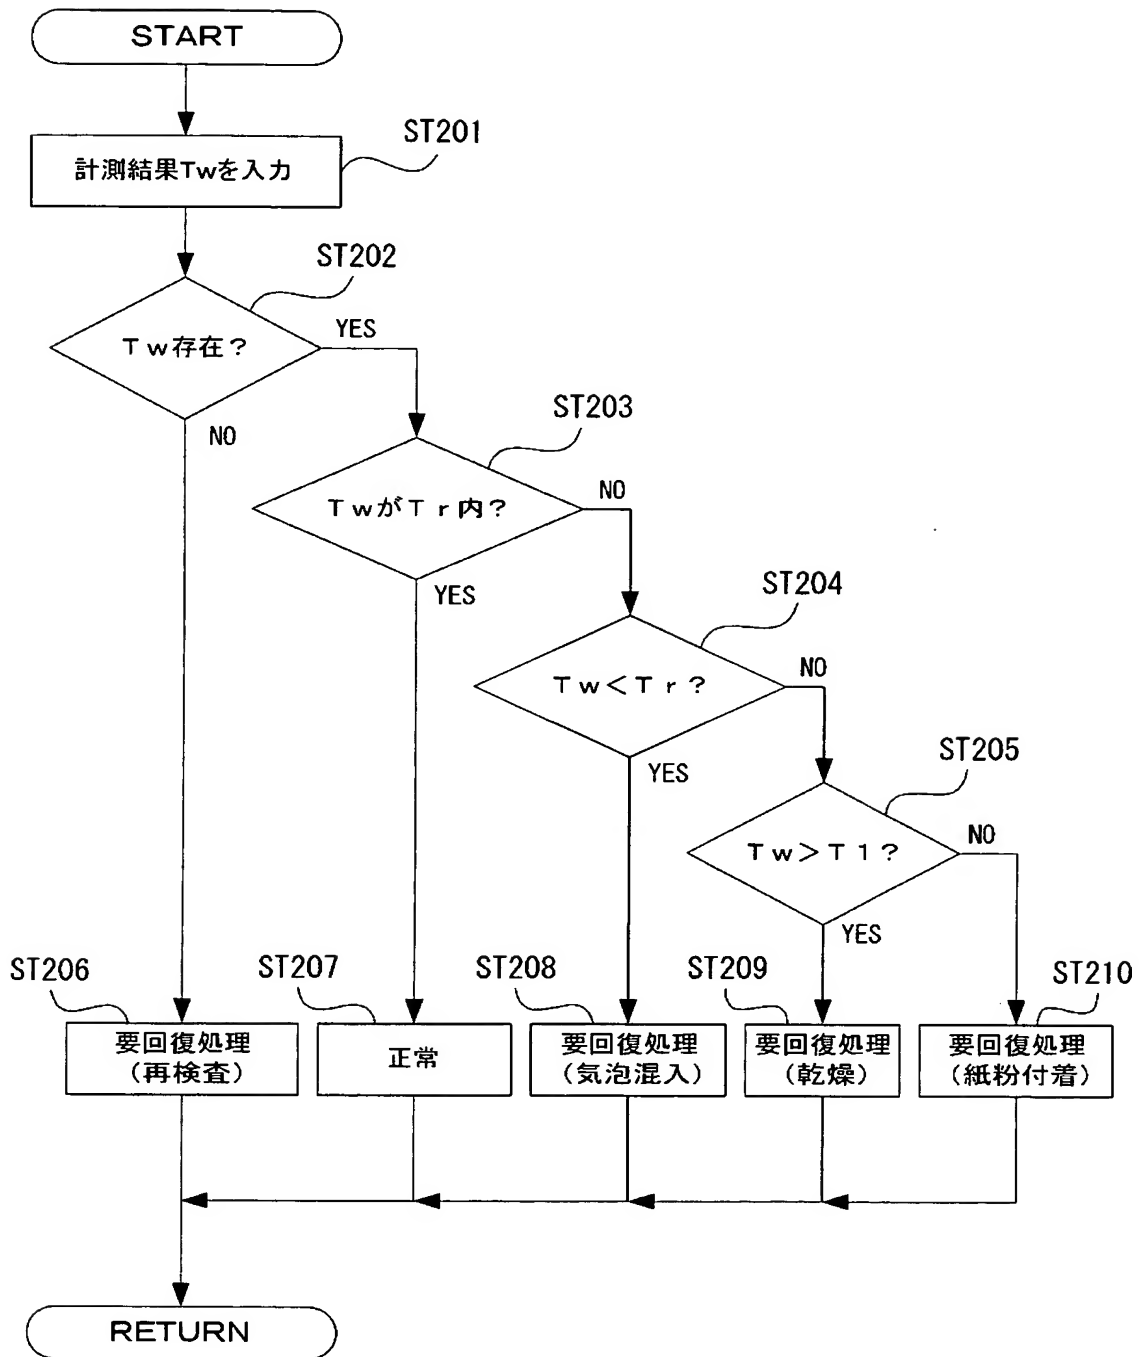 START
ST201
計測結果Twを入力
ST202
Tw存在?
YES
NO
ST203
TwがTr内?
NO
YES
ST204
Tw<Tr?
NO
YES
ST205
Tw>T1?
NO
YES
ST206
要回復処理
(再検査)
ST207
正常
ST208
要回復処理
(気泡混入)
ST209
要回復処理
(乾燥)
ST210
要回復処理
(紙粉付着)
RETURN